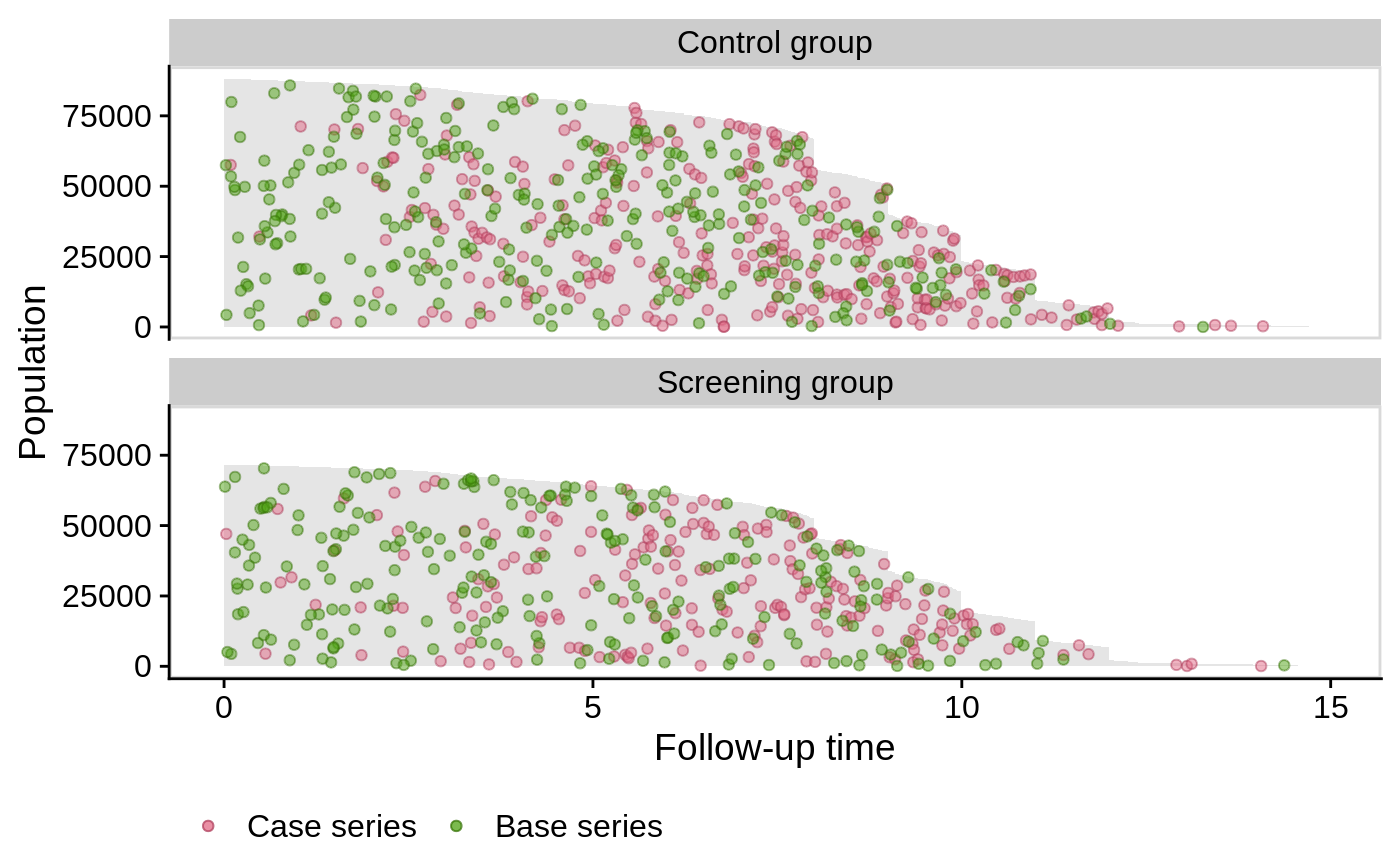 Control group
75000
50000
25000
0
Population
Screening group
75000
50000
25000
0
0 5 10 15
Follow-up time
Case series Base series